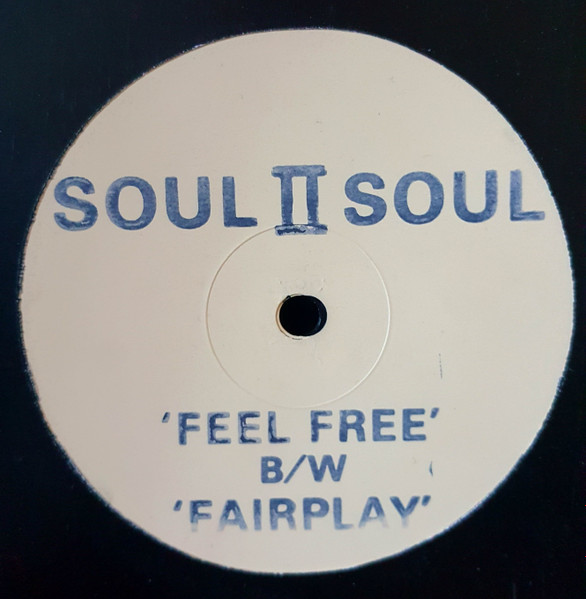 SOUL II SOUL
'FEEL FREE'
B/W
'FAIRPLAY'